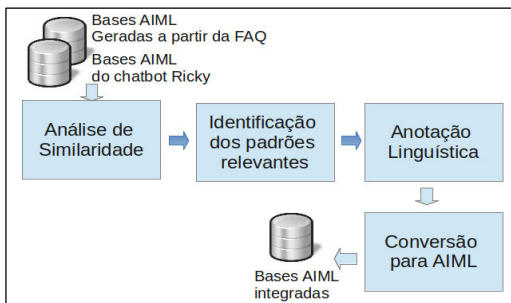 Bases AIML
Geradas a partir da FAQ
Bases AIML
do chatbot Ricky
Análise de
Similaridade
Identificação
dos padrões
relevantes
Anotação
Linguística
Conversão
para AIML
Bases AIML
integradas